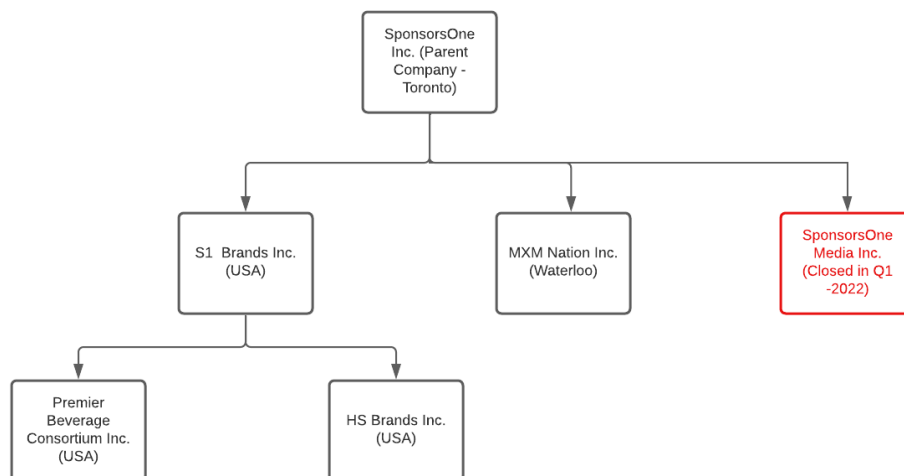 SponsorsOne
Inc. (Parent
Company -
Toronto)
S1 Brands Inc.
(USA)
MXM Nation Inc.
(Waterloo)
SponsorsOne
Media Inc.
(Closed in Q1
-2022)
Premier
Beverage
Consortium Inc.
(USA)
HS Brands Inc.
(USA)